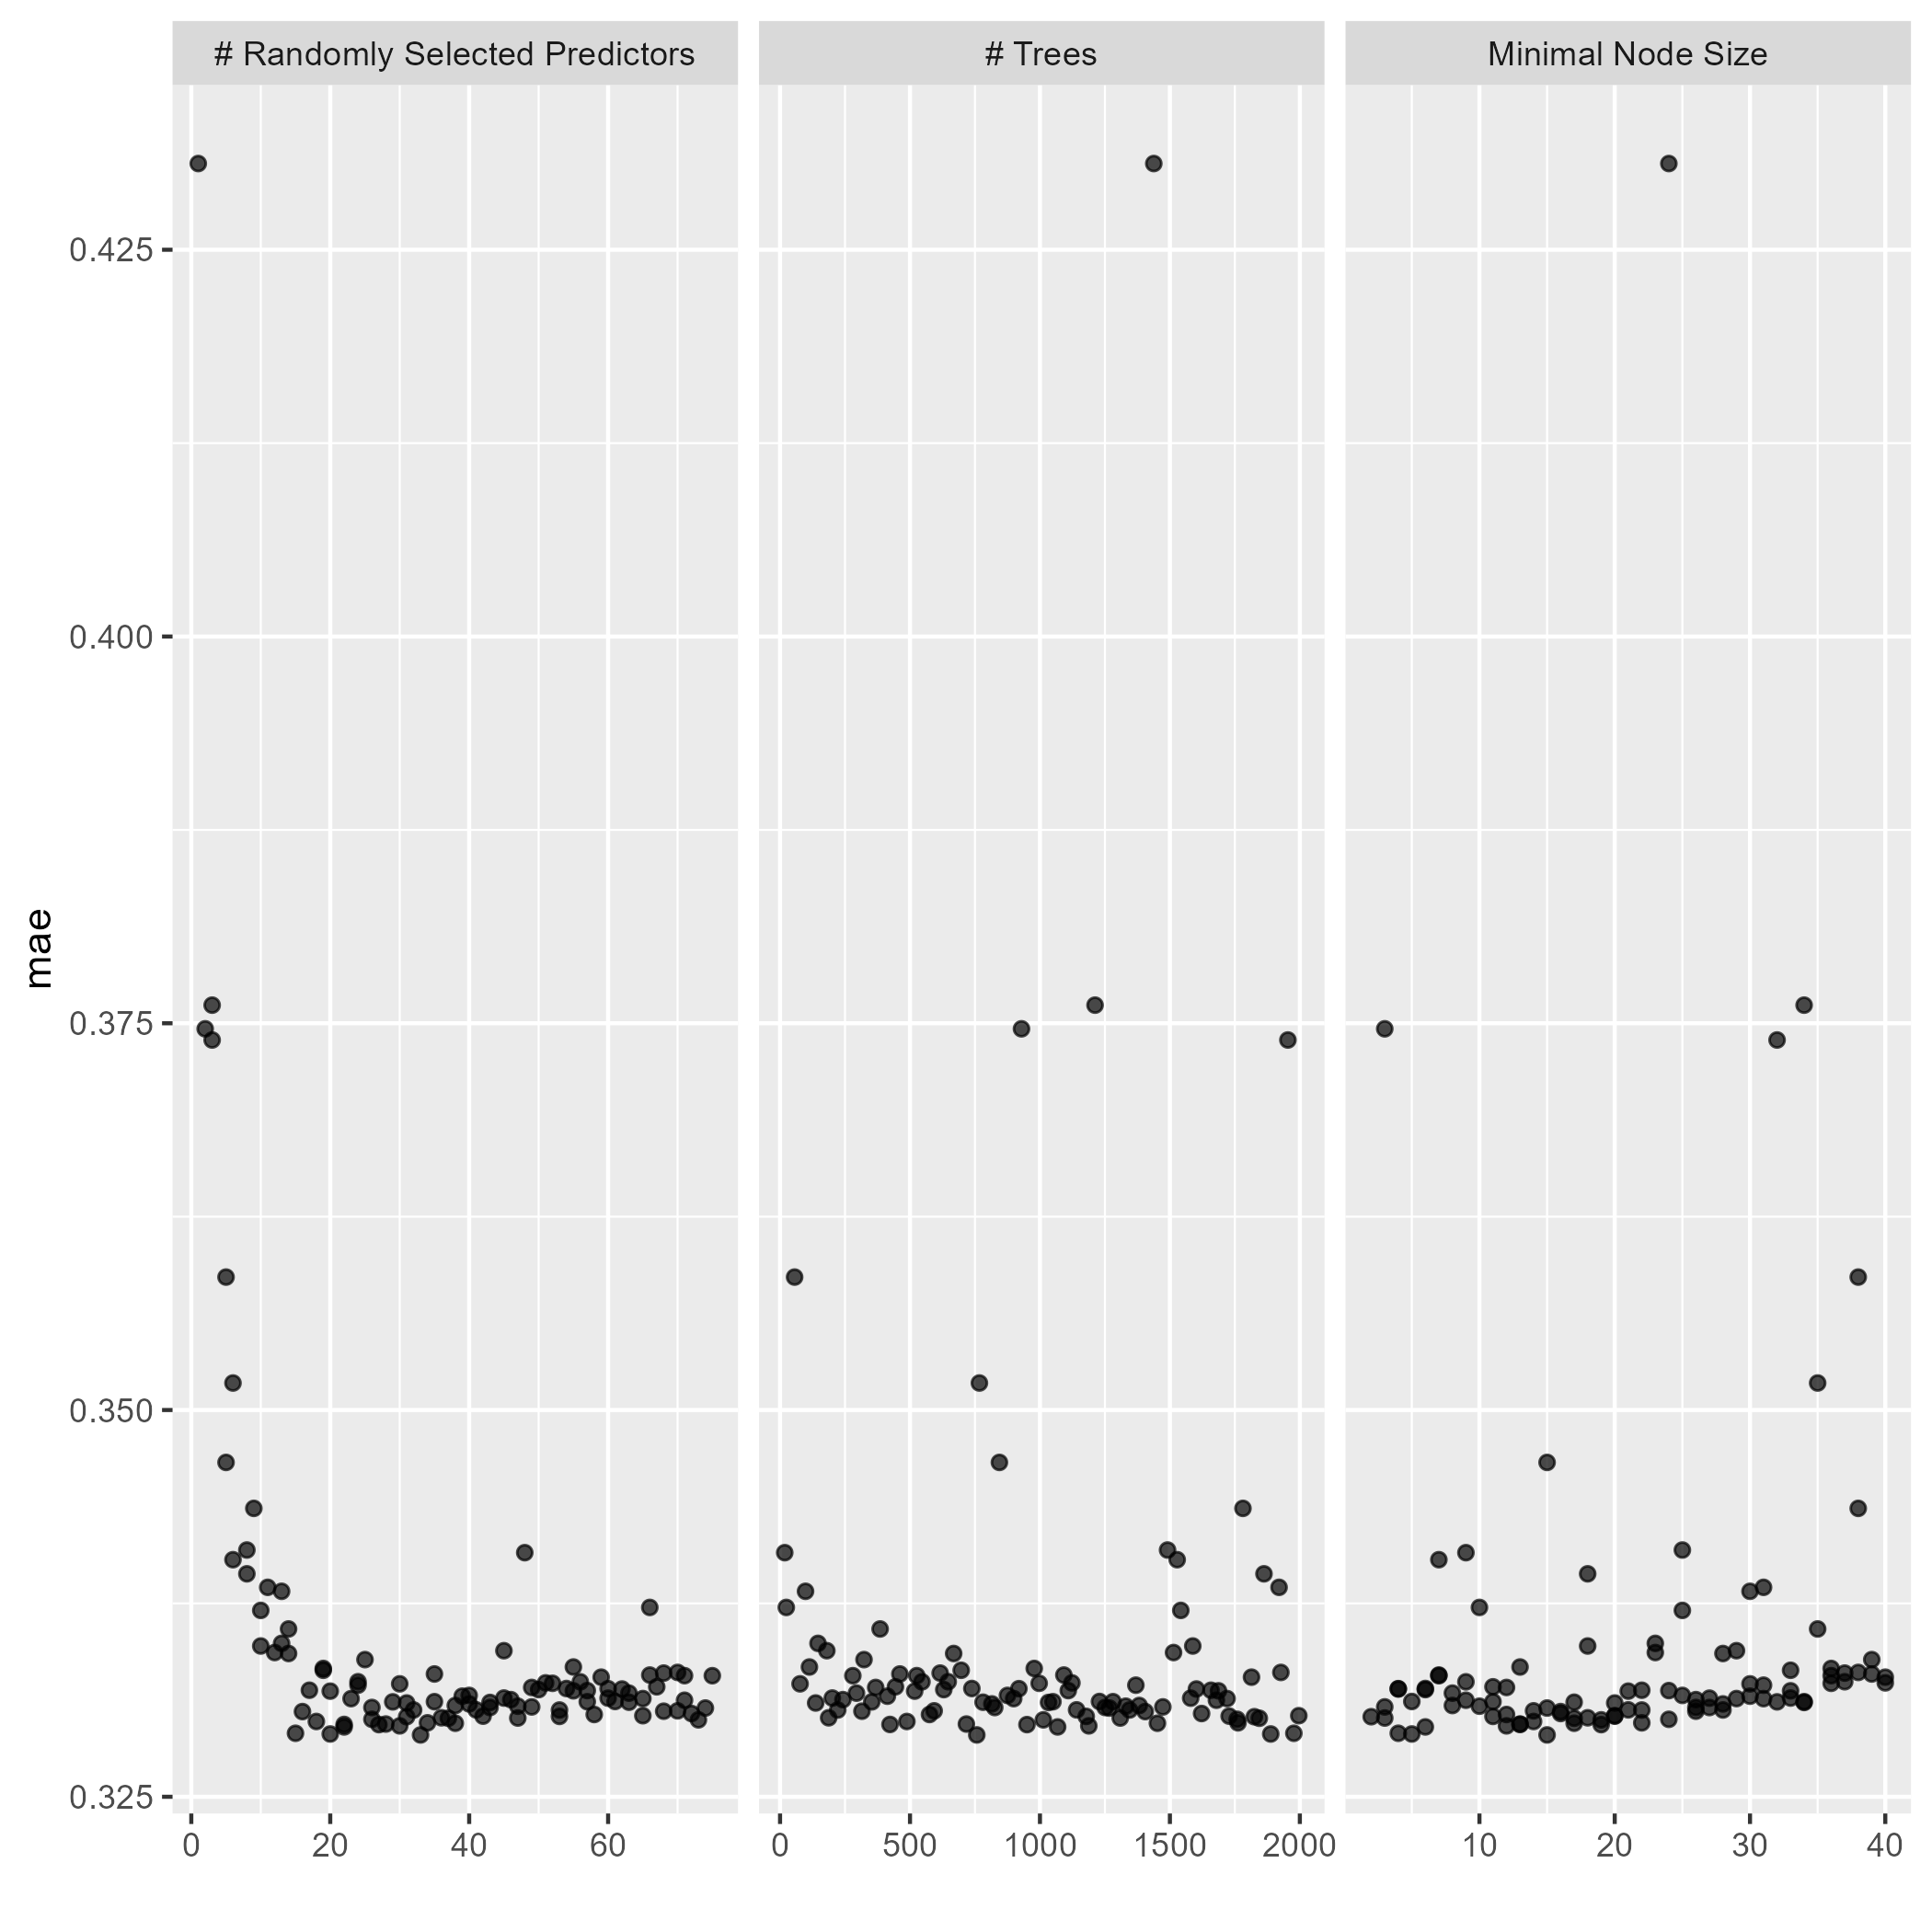 # Randomly Selected Predictors
# Trees
Minimal Node Size
mae
0.425
0.400
0.375
0.350
0.325
0 20 40 60
0 500 1000 1500 2000
10 20 30 40